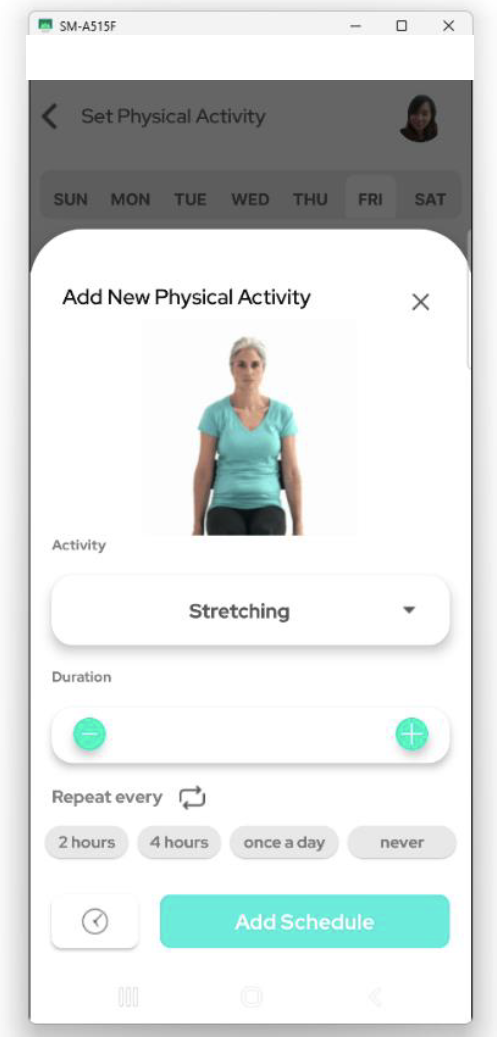 SM-A515F
Set Physical Activity
SUN MON TUE WED THU FRI SAT
Add New Physical Activity
Activity
Stretching
Duration
Repeat every
2 hours 4 hours once a day never
Add Schedule